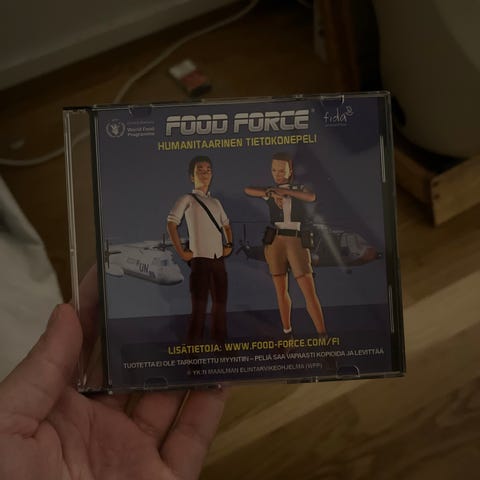 World Food
Programme
FOOD FORCE
fida
HUMANITAARINEN TIETOKONEPELI
UN
LISÄTIETOJA: WWW.FOOD-FORCE.COM/FI
TUOTETTA EI OLE TARKOITETTU MYYNTIIN – PELIÄ SAA VAPAASTI KOPIOIDA JA LEVITTÄÄ
YK:N MAAILMAN ELINTARVIKEOHJELMA (WFP)